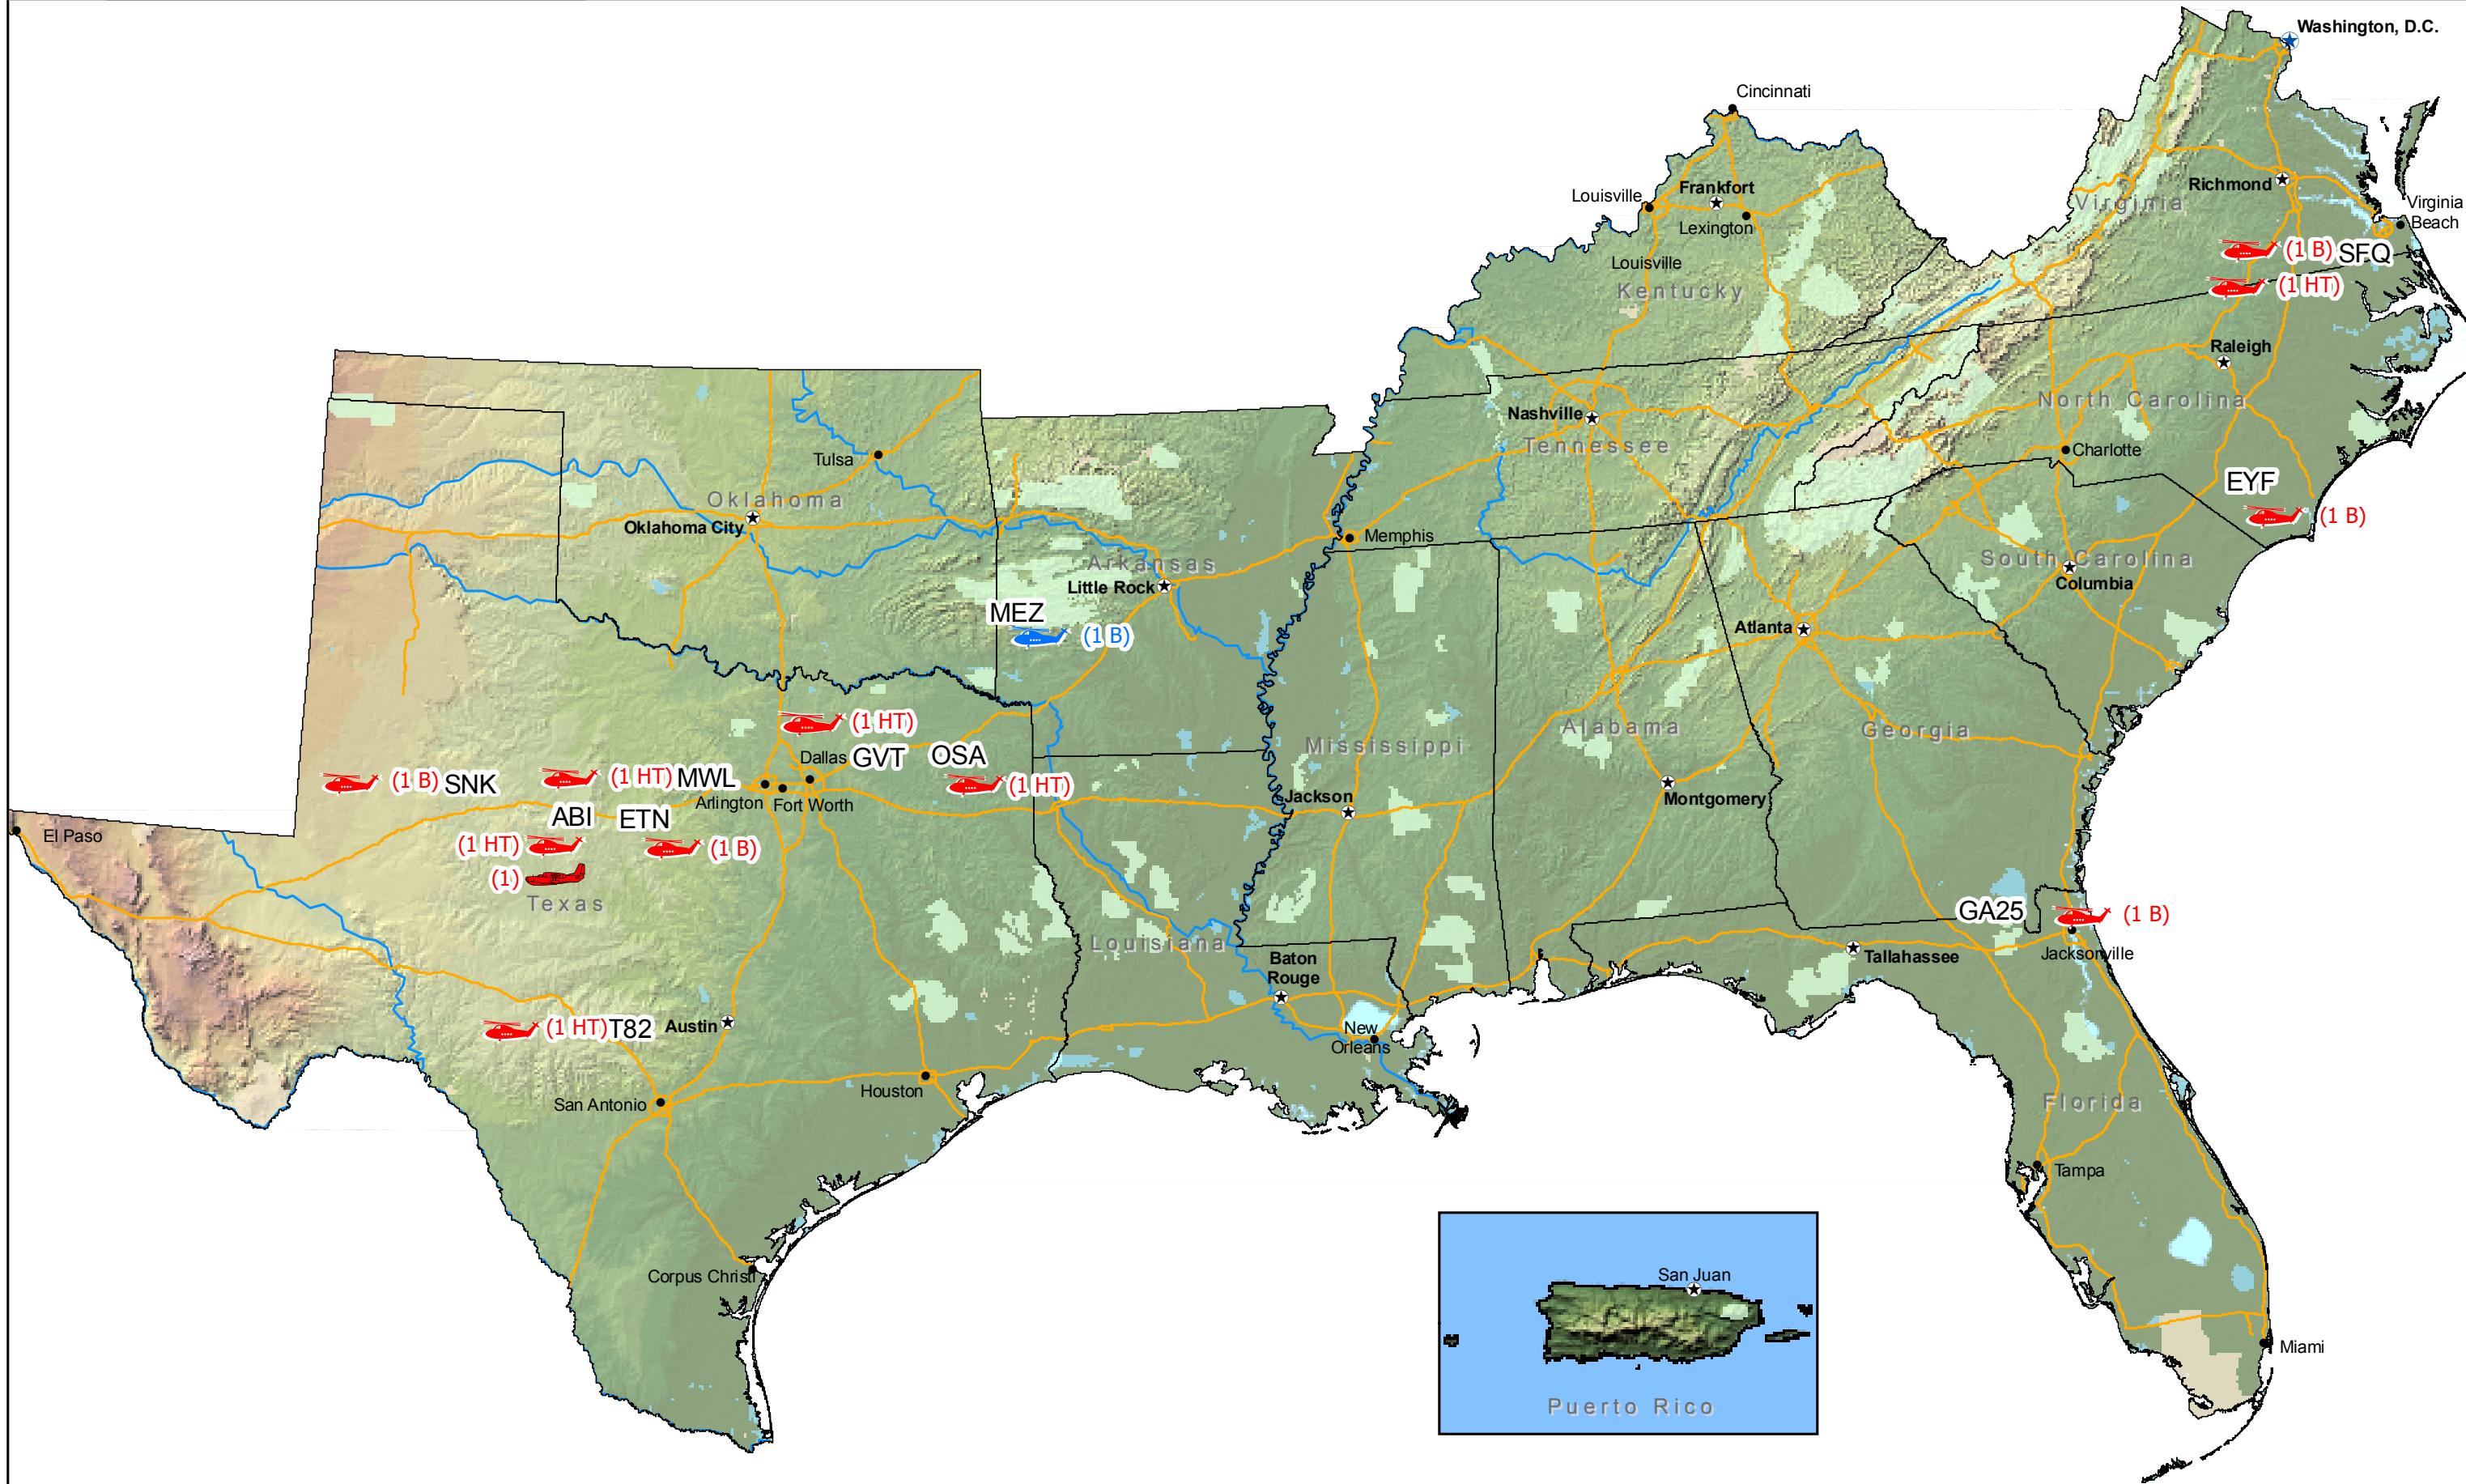 Washington, D.C.
Cincinnati
Louisville
Frankfort
Lexington
Louisville
Kentucky
Richmond
Virginia
Virginia
Beach
(1 B) SFQ
(1 HT)
Raleigh
Nashville
Tennessee
North Carolina
Charlotte
Tulsa
Oklahoma
Oklahoma City
EYF
(1 B)
Memphis
Arkansas
Little Rock
South Carolina
Columbia
MEZ
(1 B)
Atlanta
(1 HT)
Dallas
GVT
OSA
(1 HT)
Mississippi
Alabama
Georgia
(1 B) SNK
(1 HT) MWL
Arlington
Fort Worth
Jackson
Montgomery
El Paso
ABI
ETN
(1 HT)
(1 B)
(1)
Texas
Louisiana
GA25
(1 B)
Baton
Rouge
Tallahassee
Jacksonville
(1 HT) T82
Austin
New
Orleans
Houston
San Antonio
Florida
Tampa
Corpus Christi
San Juan
Miami
Puerto Rico